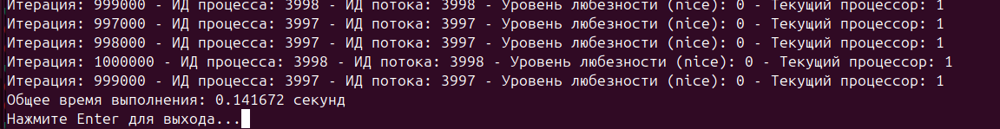 Итерация: 999000 - ИД процесса: 3998 - ИД потока: 3998 - Уровень любезности (nice): 0 - Текущий процессор: 1
Итерация: 997000 - ИД процесса: 3997 - ИД потока: 3997 - Уровень любезности (nice): 0 - Текущий процессор: 1
Итерация: 998000 - ИД процесса: 3997 - ИД потока: 3997 - Уровень любезности (nice): 0 - Текущий процессор: 1
Итерация: 1000000 - ИД процесса: 3998 - ИД потока: 3998 - Уровень любезности (nice): 0 - Текущий процессор: 1
Итерация: 999000 - ИД процесса: 3997 - ИД потока: 3997 - Уровень любезности (nice): 0 - Текущий процессор: 1
Общее время выполнения: 0.141672 секунд
Нажмите Enter для выхода...